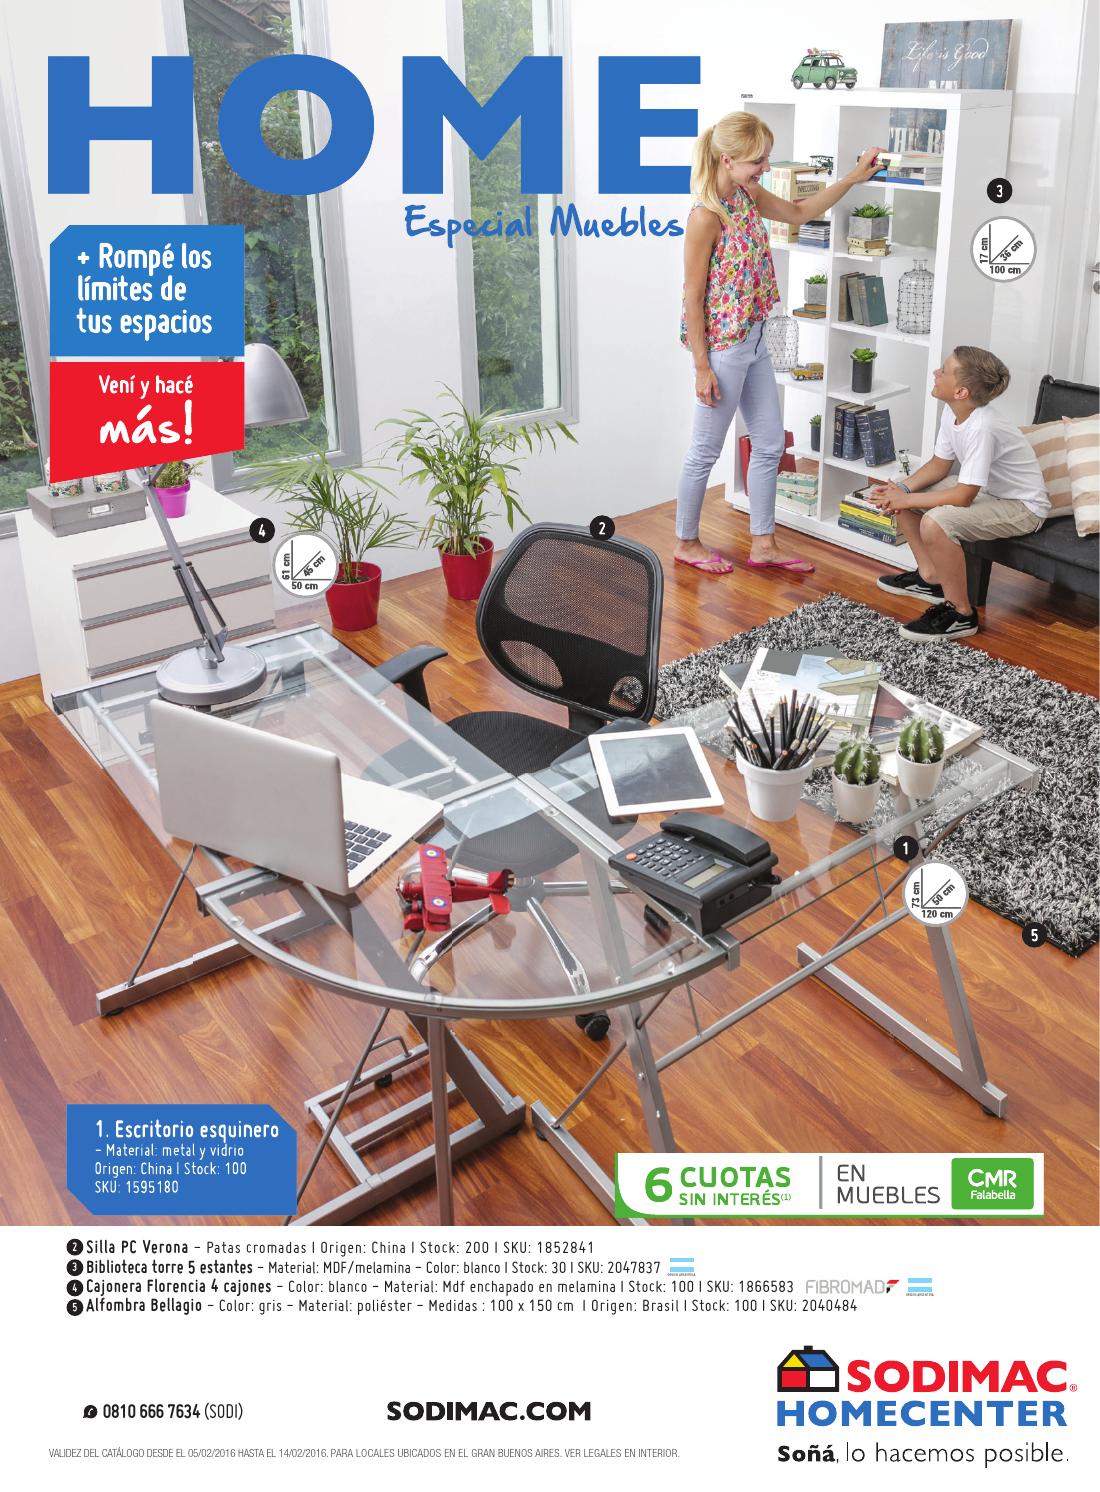 HOME
Especial Muebles
+ Rompé los
límites de
tus espacios
Vení y hacé
más!
Life is Good
3
17 cm
36 cm
100 cm
4
61 cm
45 cm
50 cm
2
1
73 cm
50 cm
120 cm
5
1. Escritorio esquinero
- Material: metal y vidrio
Origen: China I Stock: 100
SKU: 1595180
6 CUOTAS
SIN INTERÉS(1)
EN
MUEBLES
CMR
Falabella
2 Silla PC Verona - Patas cromadas I Origen: China I Stock: 200 I SKU: 1852841
3 Biblioteca torre 5 estantes - Material: MDF/melamina - Color: blanco I Stock: 30 I SKU: 2047837
4 Cajonera Florencia 4 cajones - Color: blanco - Material: Mdf enchapado en melamina I Stock: 100 I SKU: 1866583 FIBROMAD
5 Alfombra Bellagio - Color: gris - Material: poliéster - Medidas : 100 x 150 cm I Origen: Brasil I Stock: 100 I SKU: 2040484
0810 666 7634 (SODI)
SODIMAC.COM
SODIMAC®
HOMECENTER
Soñá, lo hacemos posible.
VALIDEZ DEL CATÁLOGO DESDE EL 05/02/2016 HASTA EL 14/02/2016. PARA LOCALES UBICADOS EN EL GRAN BUENOS AIRES. VER LEGALES EN INTERIOR.